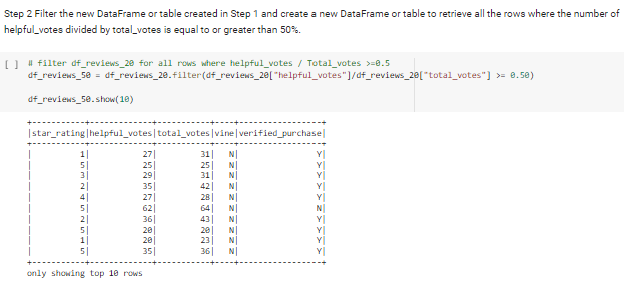 Step 2 Filter the new DataFrame or table created in Step 1 and create a new DataFrame or table to retrieve all the rows where the number of
helpful_votes divided by total_votes is equal to or greater than 50%.
[ ] # filter df_reviews_20 for all rows where helpful_votes / Total_votes >=0.5
df_reviews_50 = df_reviews_20.filter(df_reviews_20["helpful_votes"]/df_reviews_20["total_votes"] >= 0.50)
df_reviews_50.show(10)
+-----------+-------------+-----------+----+-----------------+
|star_rating|helpful_votes|total_votes|vine|verified_purchase|
+-----------+-------------+-----------+----+-----------------+
|          1|           27|         31|   N|                Y|
|          5|           25|         25|   N|                Y|
|          3|           29|         31|   N|                Y|
|          2|           35|         42|   N|                Y|
|          4|           27|         28|   N|                Y|
|          5|           62|         64|   N|                N|
|          2|           36|         43|   N|                Y|
|          5|           20|         20|   N|                Y|
|          1|           20|         23|   N|                Y|
|          5|           35|         36|   N|                Y|
+-----------+-------------+-----------+----+-----------------+
only showing top 10 rows